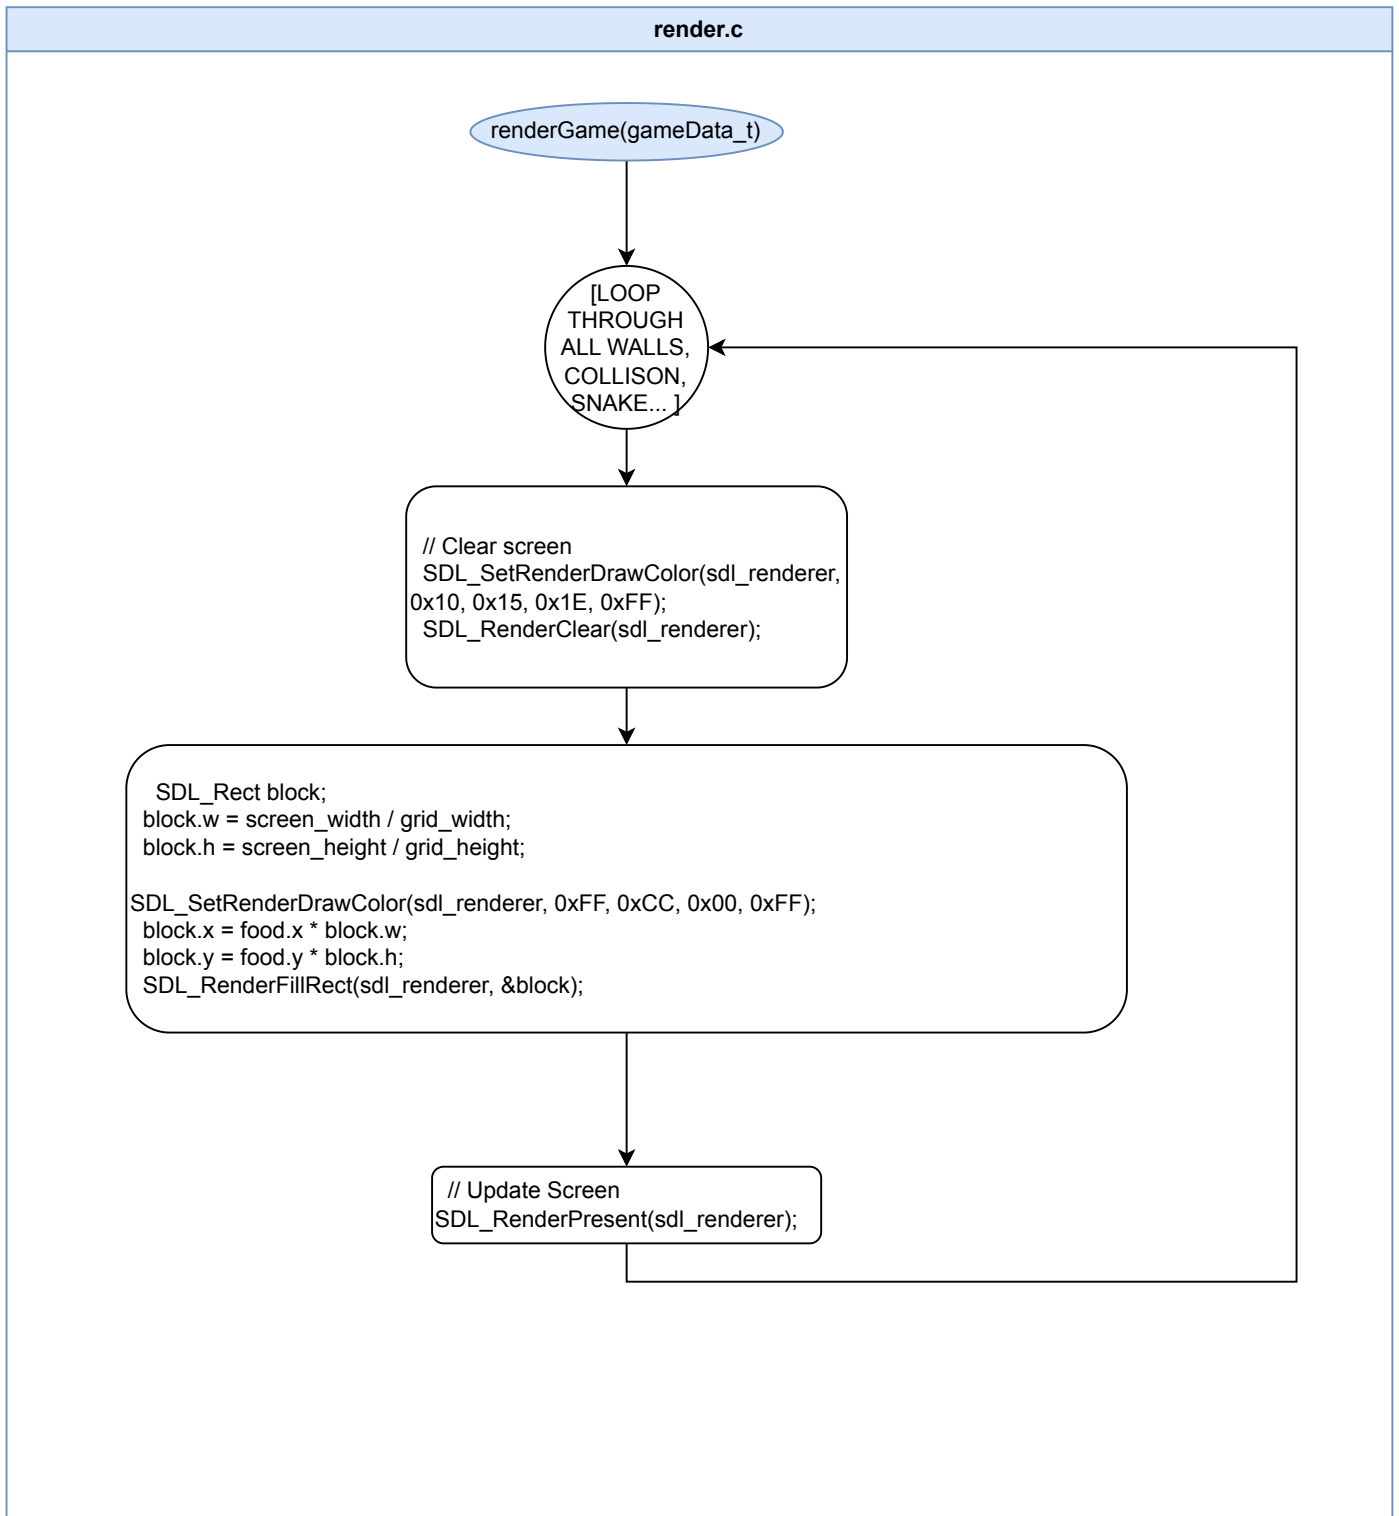 render.c
renderGame(gameData_t)
[LOOP
THROUGH
ALL WALLS,
COLLISON,
SNAKE... ]
// Clear screen
SDL_SetRenderDrawColor(sdl_renderer,
0x10, 0x15, 0x1E, 0xFF);
SDL_RenderClear(sdl_renderer);
SDL_Rect block;
block.w = screen_width / grid_width;
block.h = screen_height / grid_height;
SDL_SetRenderDrawColor(sdl_renderer, 0xFF, 0xCC, 0x00, 0xFF);
block.x = food.x * block.w;
block.y = food.y * block.h;
SDL_RenderFillRect(sdl_renderer, &block);
// Update Screen
SDL_RenderPresent(sdl_renderer);